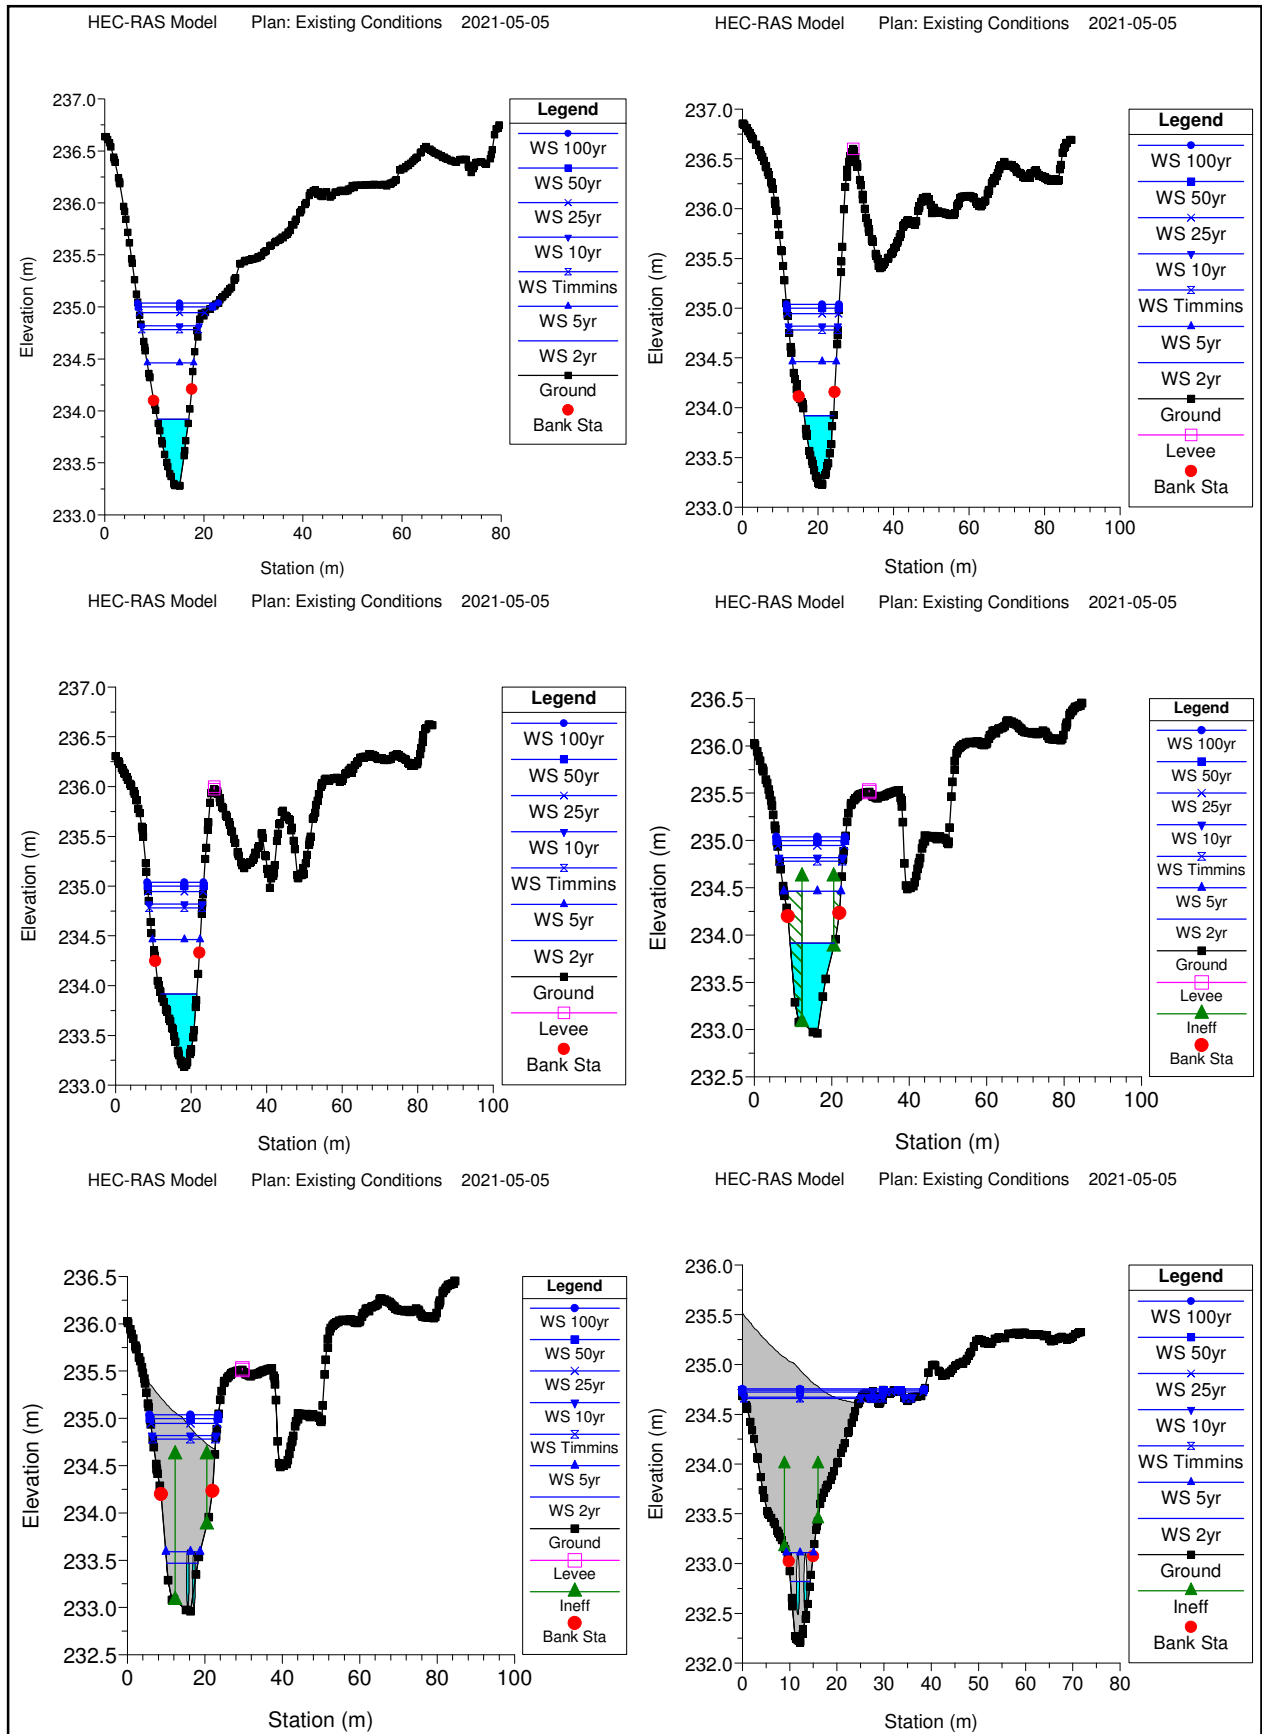 HEC-RAS Model Plan: Existing Conditions 2021-05-05
237.0
236.5
236.0
235.5
235.0
234.5
234.0
233.5
233.0
0 20 40 60 80
Elevation (m)
Station (m)
Legend
WS 100yr
WS 50yr
WS 25yr
WS 10yr
WS Timmins
WS 5yr
WS 2yr
Ground
Bank Sta
HEC-RAS Model Plan: Existing Conditions 2021-05-05
237.0
236.5
236.0
235.5
235.0
234.5
234.0
233.5
233.0
0 20 40 60 80 100
Elevation (m)
Station (m)
Legend
WS 100yr
WS 50yr
WS 25yr
WS 10yr
WS Timmins
WS 5yr
WS 2yr
Ground
Levee
Bank Sta
HEC-RAS Model Plan: Existing Conditions 2021-05-05
237.0
236.5
236.0
235.5
235.0
234.5
234.0
233.5
233.0
0 20 40 60 80 100
Elevation (m)
Station (m)
Legend
WS 100yr
WS 50yr
WS 25yr
WS 10yr
WS Timmins
WS 5yr
WS 2yr
Ground
Levee
Bank Sta
HEC-RAS Model Plan: Existing Conditions 2021-05-05
236.5
236.0
235.5
235.0
234.5
234.0
233.5
233.0
232.5
0 20 40 60 80 100
Elevation (m)
Station (m)
Legend
WS 100yr
WS 50yr
WS 25yr
WS 10yr
WS Timmins
WS 5yr
WS 2yr
Ground
Levee
Ineff
Bank Sta
HEC-RAS Model Plan: Existing Conditions 2021-05-05
236.5
236.0
235.5
235.0
234.5
234.0
233.5
233.0
232.5
0 20 40 60 80 100
Elevation (m)
Station (m)
Legend
WS 100yr
WS 50yr
WS 25yr
WS 10yr
WS Timmins
WS 5yr
WS 2yr
Ground
Levee
Ineff
Bank Sta
HEC-RAS Model Plan: Existing Conditions 2021-05-05
236.0
235.5
235.0
234.5
234.0
233.5
233.0
232.5
232.0
0 10 20 30 40 50 60 70 80
Elevation (m)
Station (m)
Legend
WS 100yr
WS 50yr
WS 25yr
WS 10yr
WS Timmins
WS 5yr
WS 2yr
Ground
Ineff
Bank Sta